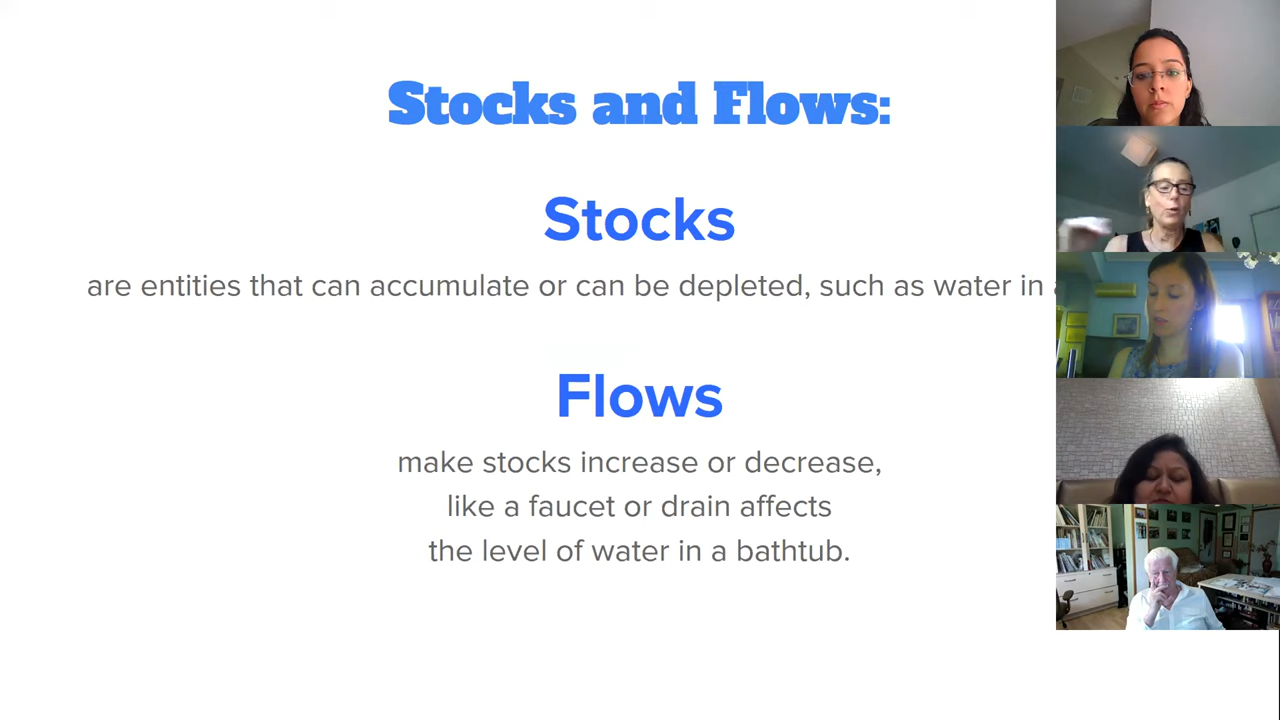 Stocks and Flows:
Stocks
are entities that can accumulate or can be depleted, such as water in
Flows
make stocks increase or decrease,
like a faucet or drain affects
the level of water in a bathtub.